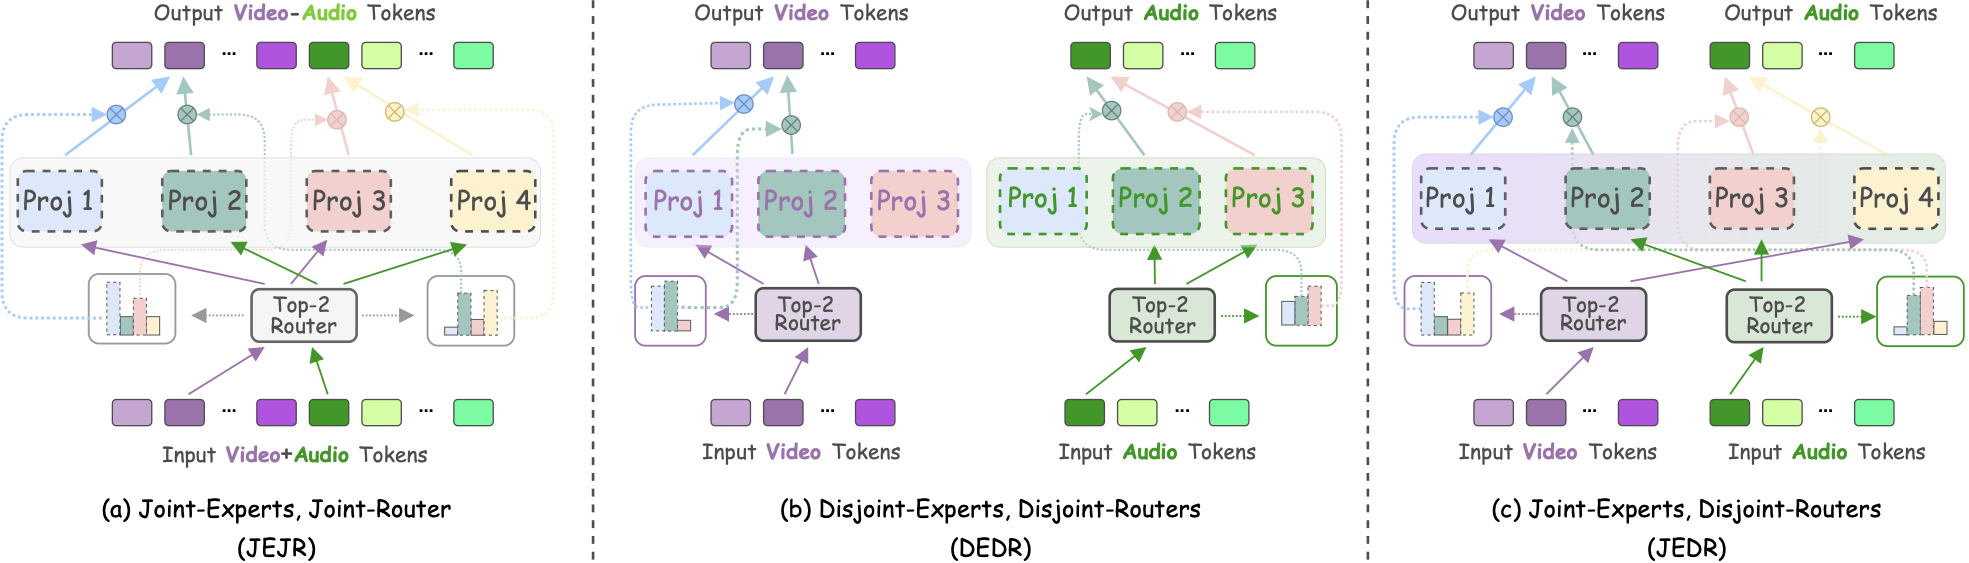 Output Video-Audio Tokens
...
...
Proj 1
Proj 2
Proj 3
Proj 4
Top-2
Router
...
...
Input Video+Audio Tokens
(a) Joint-Experts, Joint-Router
(JEJR)
Output Video Tokens
Output Audio Tokens
...
...
Proj 1
Proj 2
Proj 3
Proj 1
Proj 2
Proj 3
Top-2
Router
Top-2
Router
...
...
Input Video Tokens
Input Audio Tokens
(b) Disjoint-Experts, Disjoint-Routers
(DEDR)
Output Video Tokens
Output Audio Tokens
...
...
Proj 1
Proj 2
Proj 3
Proj 4
Top-2
Router
Top-2
Router
...
...
Input Video Tokens
Input Audio Tokens
(c) Joint-Experts, Disjoint-Routers
(JEDR)